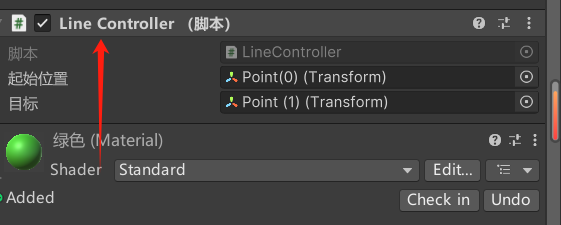 Line Controller （脚本）
脚本 LineController
起始位置 Point(0) (Transform)
目标 Point (1) (Transform)
绿色 (Material)
Shader Standard Edit...
Added Check in Undo